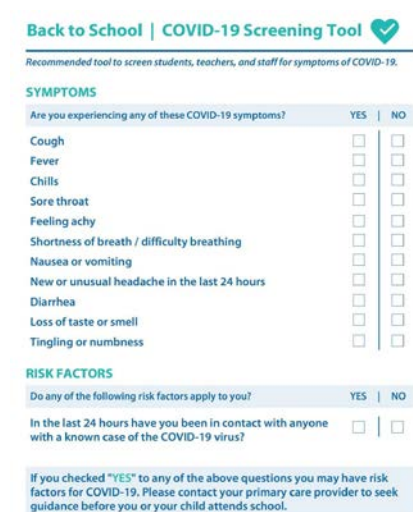 Back to School | COVID-19 Screening Tool
Recommended tool to screen students, teachers, and staff for symptoms of COVID-19.
SYMPTOMS
Are you experiencing any of these COVID-19 symptoms? YES | NO
Cough
Fever
Chills
Sore throat
Feeling achy
Shortness of breath / difficulty breathing
Nausea or vomiting
New or unusual headache in the last 24 hours
Diarrhea
Loss of taste or smell
Tingling or numbness
RISK FACTORS
Do any of the following risk factors apply to you? YES | NO
In the last 24 hours have you been in contact with anyone
with a known case of the COVID-19 virus?
If you checked "YES" to any of the above questions you may have risk
factors for COVID-19. Please contact your primary care provider to seek
guidance before you or your child attends school.